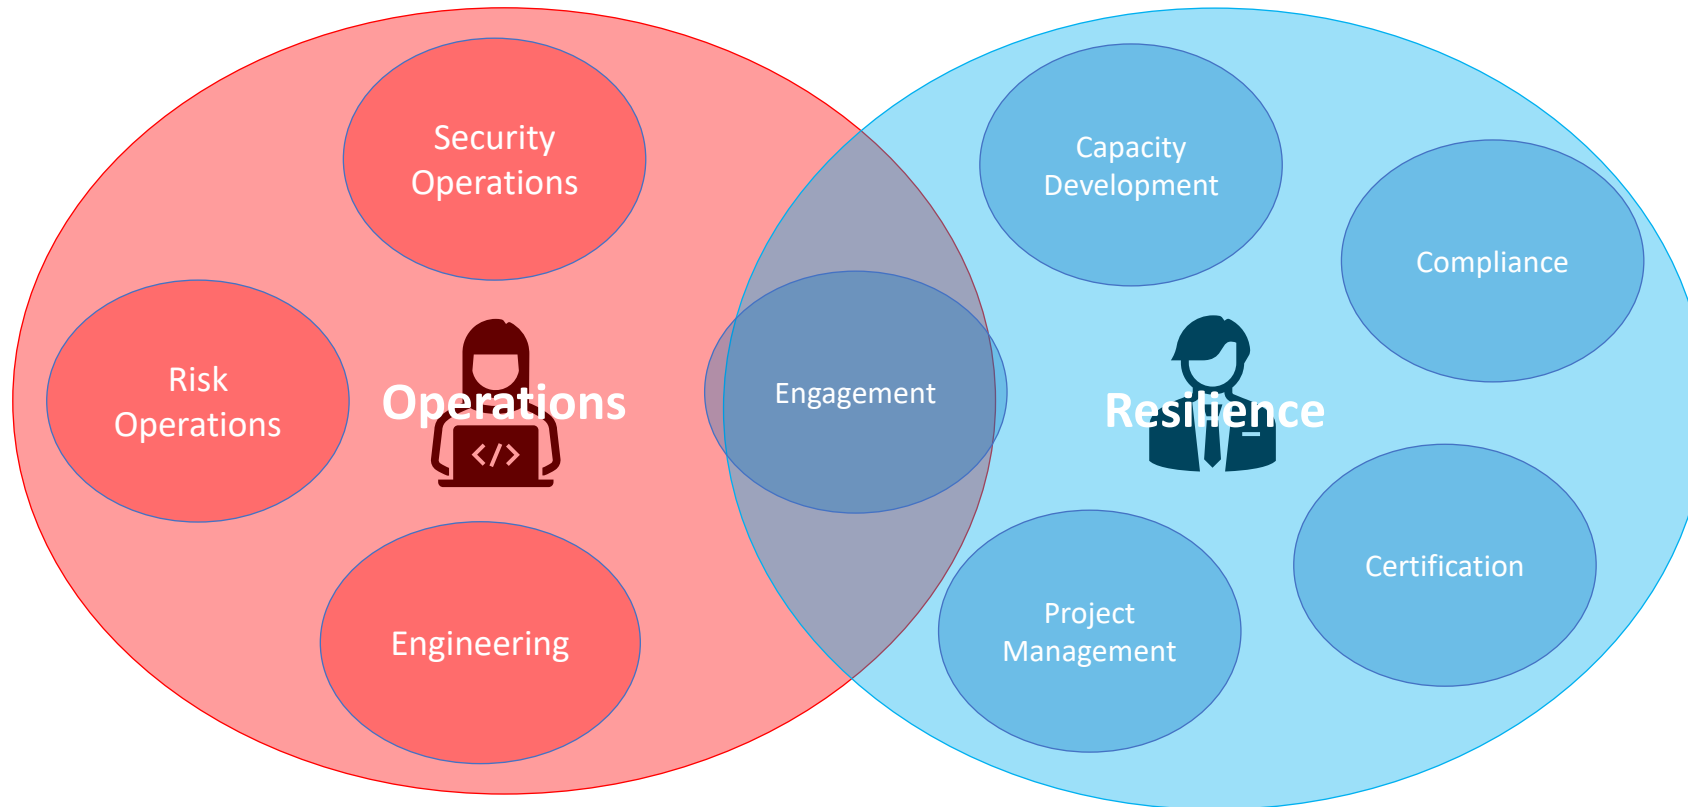 Security
Operations
Risk
Operations
Operations
</>
Engineering
Engagement
Capacity
Development
Compliance
Resilience
Certification
Project
Management